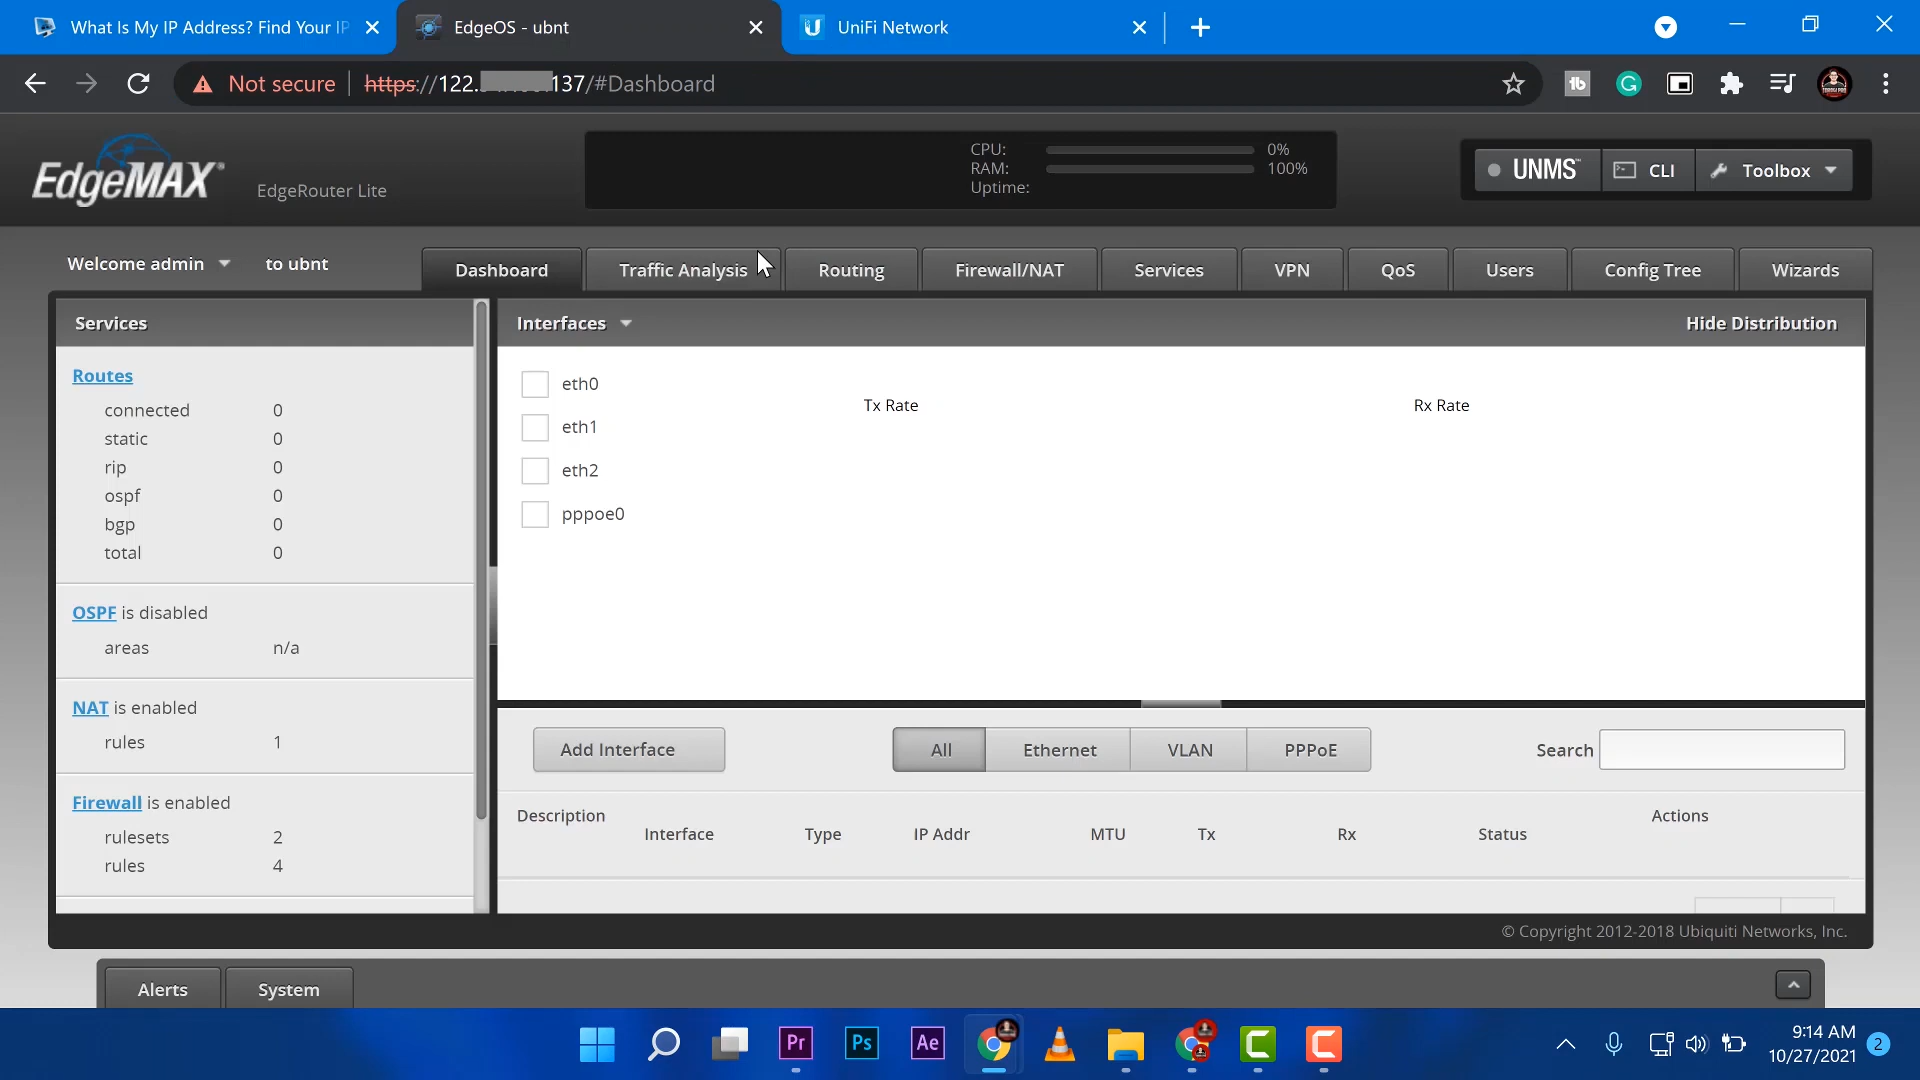 What Is My IP Address? Find Your IP
EdgeOS - ubnt
UniFi Network
Not secure
https://122. 137/#Dashboard
EdgeMAX
EdgeRouter Lite
CPU: 0%
RAM: 100%
Uptime:
UNMS™
CLI
Toolbox
Welcome admin
to ubnt
Dashboard
Traffic Analysis
Routing
Firewall/NAT
Services
VPN
QoS
Users
Config Tree
Wizards
Services
Routes
connected 0
static 0
rip 0
ospf 0
bgp 0
total 0
OSPF is disabled
areas n/a
NAT is enabled
rules 1
Firewall is enabled
rulesets 2
rules 4
Interfaces
Hide Distribution
eth0
eth1
eth2
pppoe0
Tx Rate
Rx Rate
Add Interface
All
Ethernet
VLAN
PPPoE
Search
Description
Interface
Type
IP Addr
MTU
Tx
Rx
Status
Actions
© Copyright 2012-2018 Ubiquiti Networks, Inc.
Alerts
System
Pr
Ps
Ae
9:14 AM
10/27/2021
2